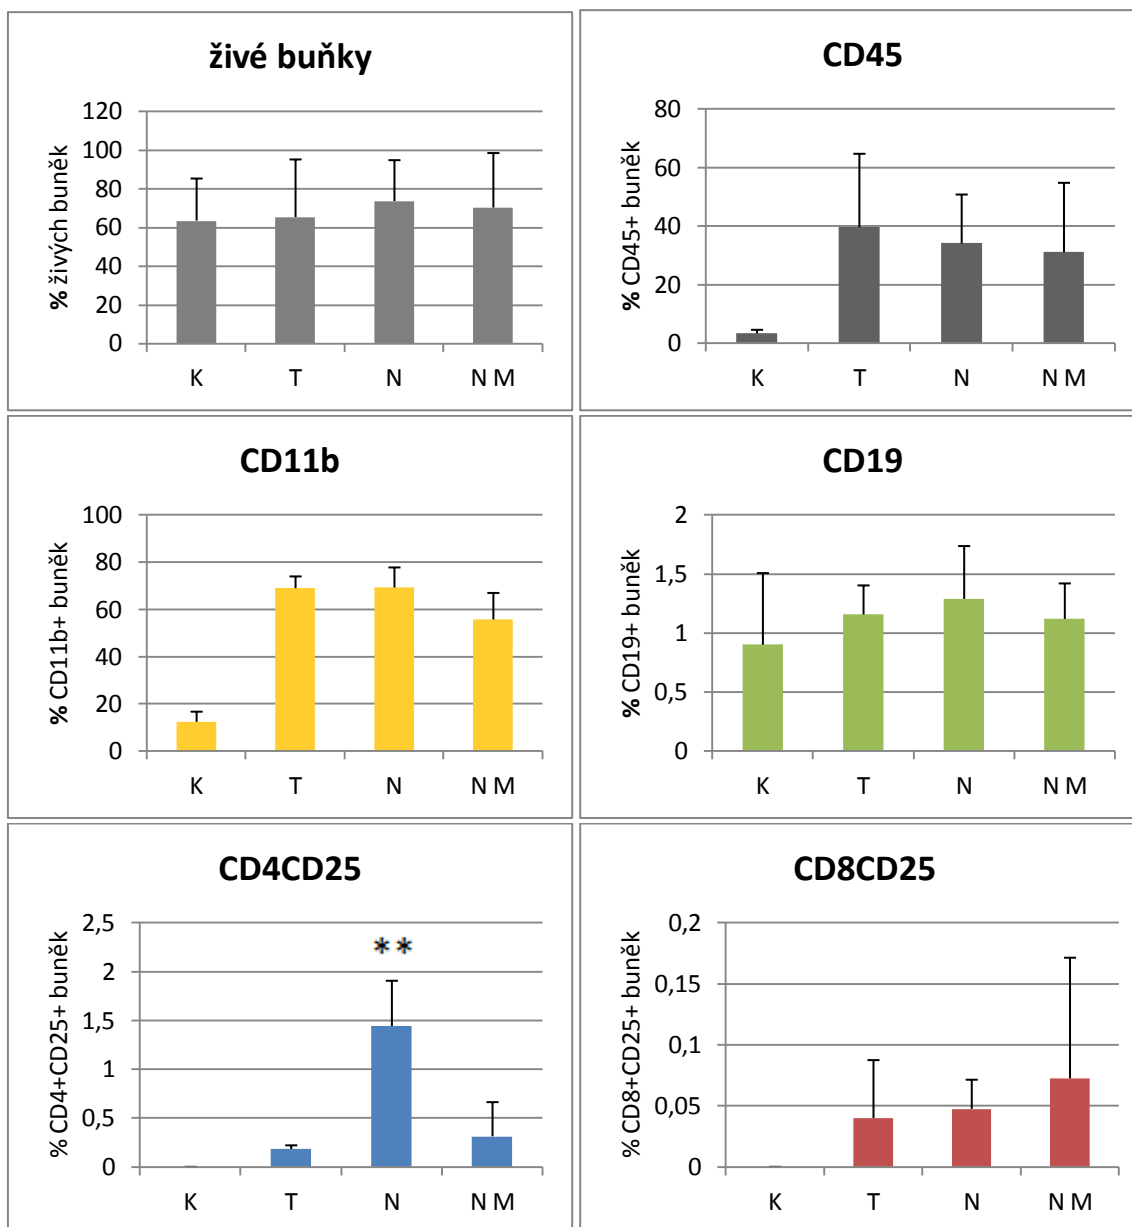 živé buňky
% živých buněk
120
100
80
60
40
20
0
K T N N M
CD45
% CD45+ buněk
80
60
40
20
0
K T N N M
CD11b
% CD11b+ buněk
100
80
60
40
20
0
K T N N M
CD19
% CD19+ buněk
2
1,5
1
0,5
0
K T N N M
CD4CD25
% CD4+CD25+ buněk
2,5
2
1,5
1
0,5
0
**
K T N N M
CD8CD25
% CD8+CD25+ buněk
0,2
0,15
0,1
0,05
0
K T N N M